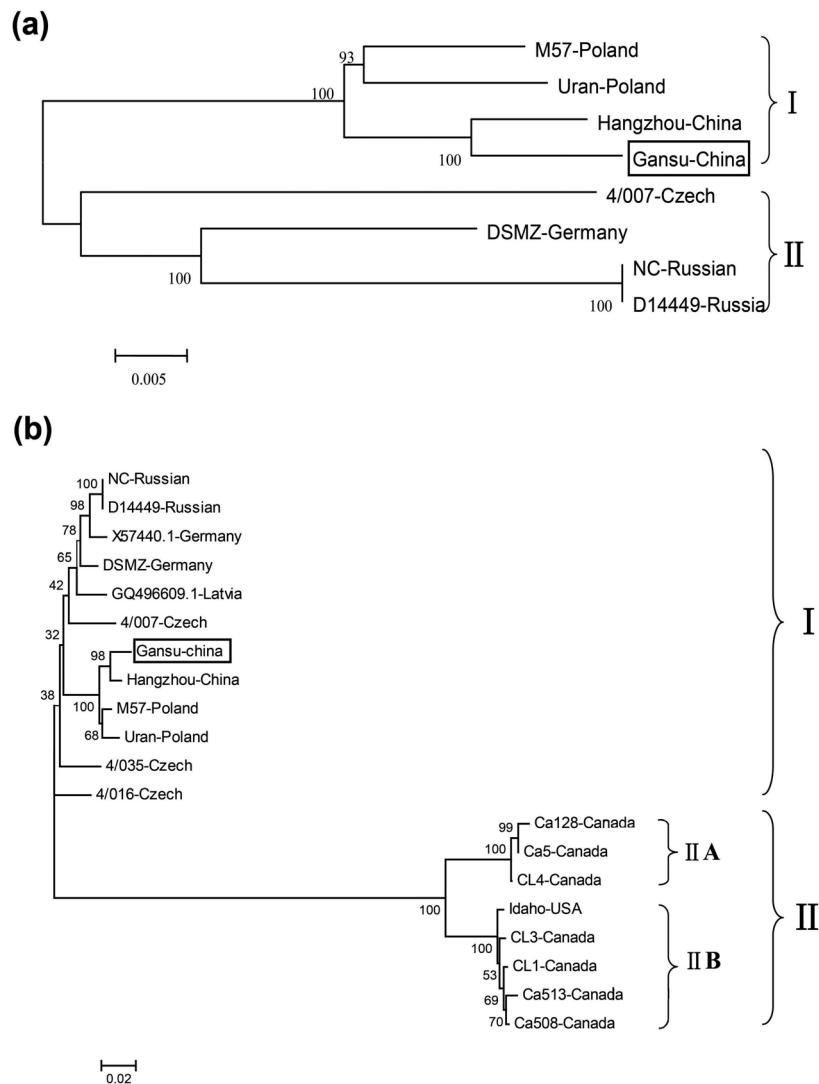 (a)
M57-Poland
93
Uran-Poland
100
I
Hangzhou-China
100
Gansu-China
4/007-Czech
DSMZ-Germany
II
100
NC-Russian
100
D14449-Russia
0.005
(b)
NC-Russian
100
D14449-Russian
98
X57440.1-Germany
78
DSMZ-Germany
65
GQ496609.1-Latvia
42
4/007-Czech
32
Gansu-china
98
I
Hangzhou-China
38
100
M57-Poland
68
Uran-Poland
4/035-Czech
4/016-Czech
Ca128-Canada
99
Ca5-Canada
100
II A
CL4-Canada
100
Idaho-USA
II
CL3-Canada
100
CL1-Canada
II B
53
Ca513-Canada
69
Ca508-Canada
70
0.02